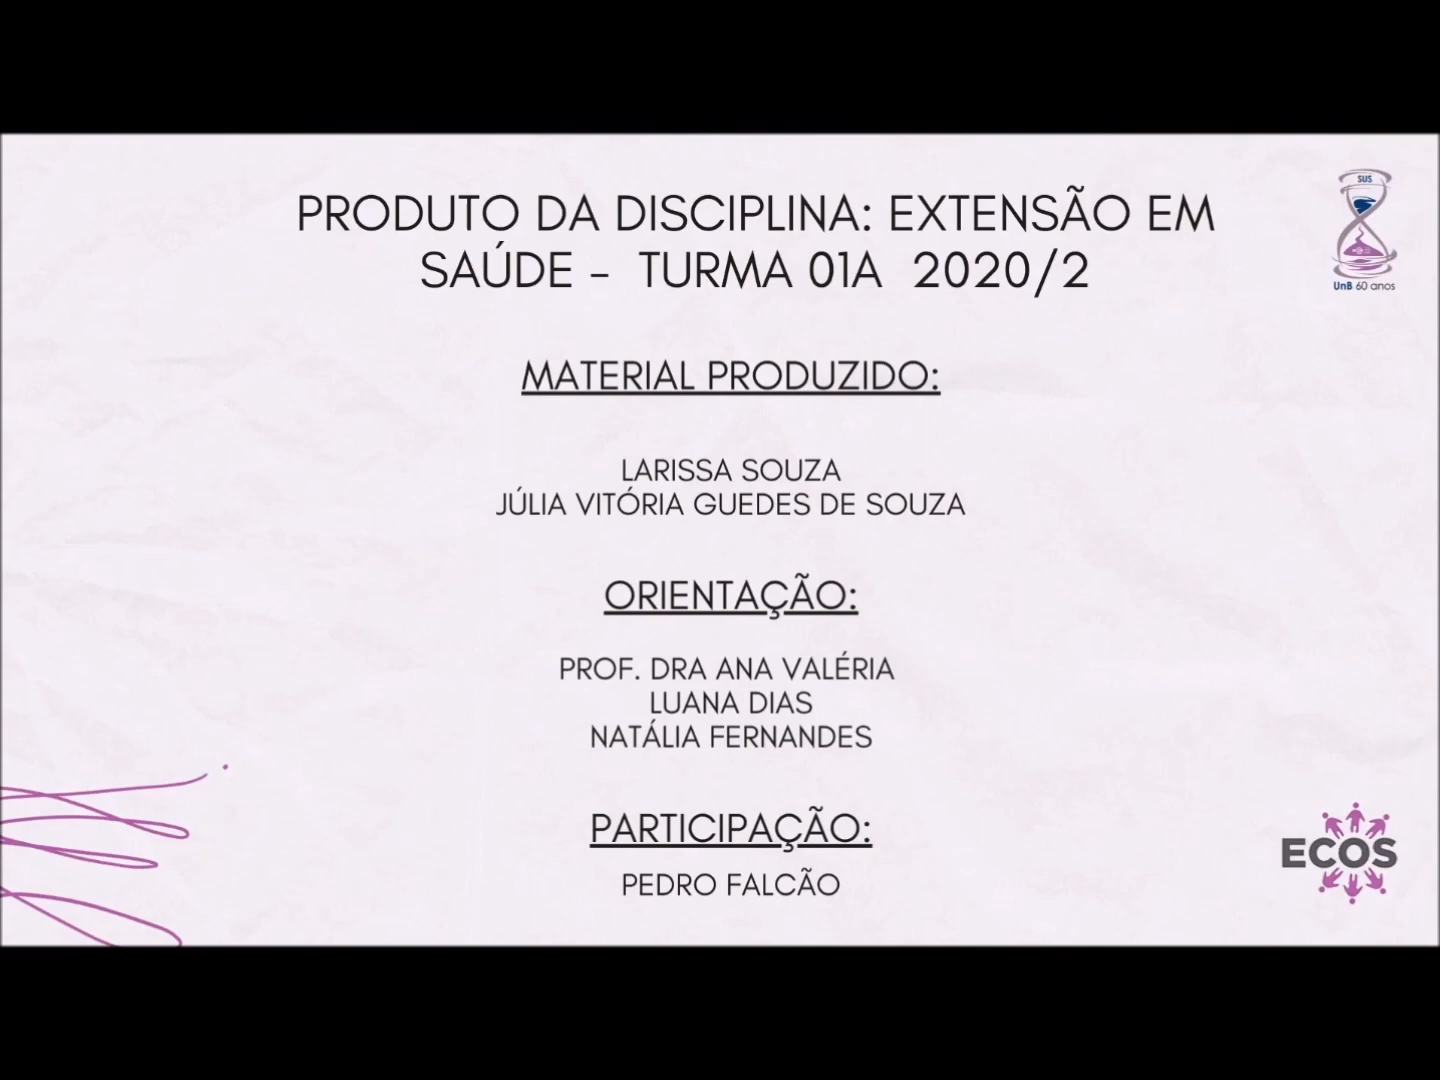 PRODUTO DA DISCIPLINA: EXTENSÃO EM
SAÚDE - TURMA 01A 2020/2
SUS
UnB 60 anos
MATERIAL PRODUZIDO:
LARISSA SOUZA
JÚLIA VITÓRIA GUEDES DE SOUZA
ORIENTAÇÃO:
PROF. DRA ANA VALÉRIA
LUANA DIAS
NATÁLIA FERNANDES
PARTICIPAÇÃO:
PEDRO FALCÃO
ECOS